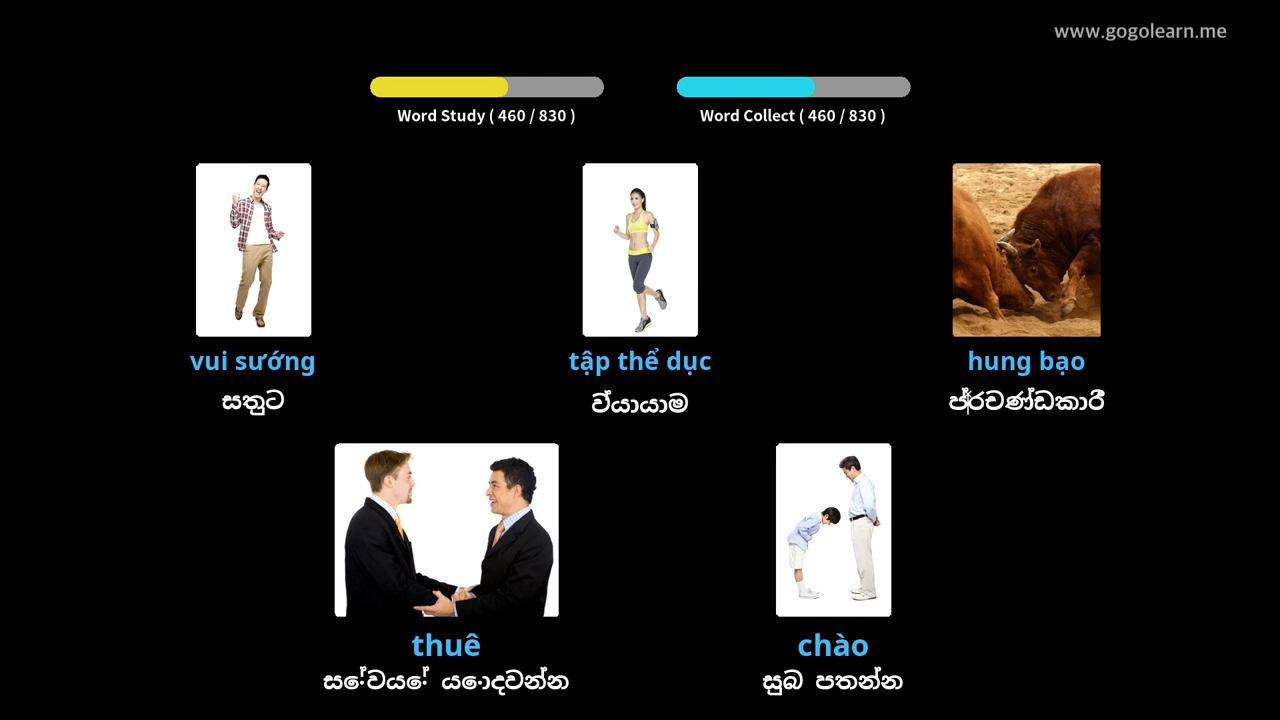 www.gogolearn.me
Word Study ( 460 / 830 )
Word Collect ( 460 / 830 )
vui sướng
tập thể dục
hung bạo
සතුට
ව්යායාම
ප්රචණ්ඩකාරී
thuê
chào
සේවයේ යොදවන්න
සුබ පතන්න